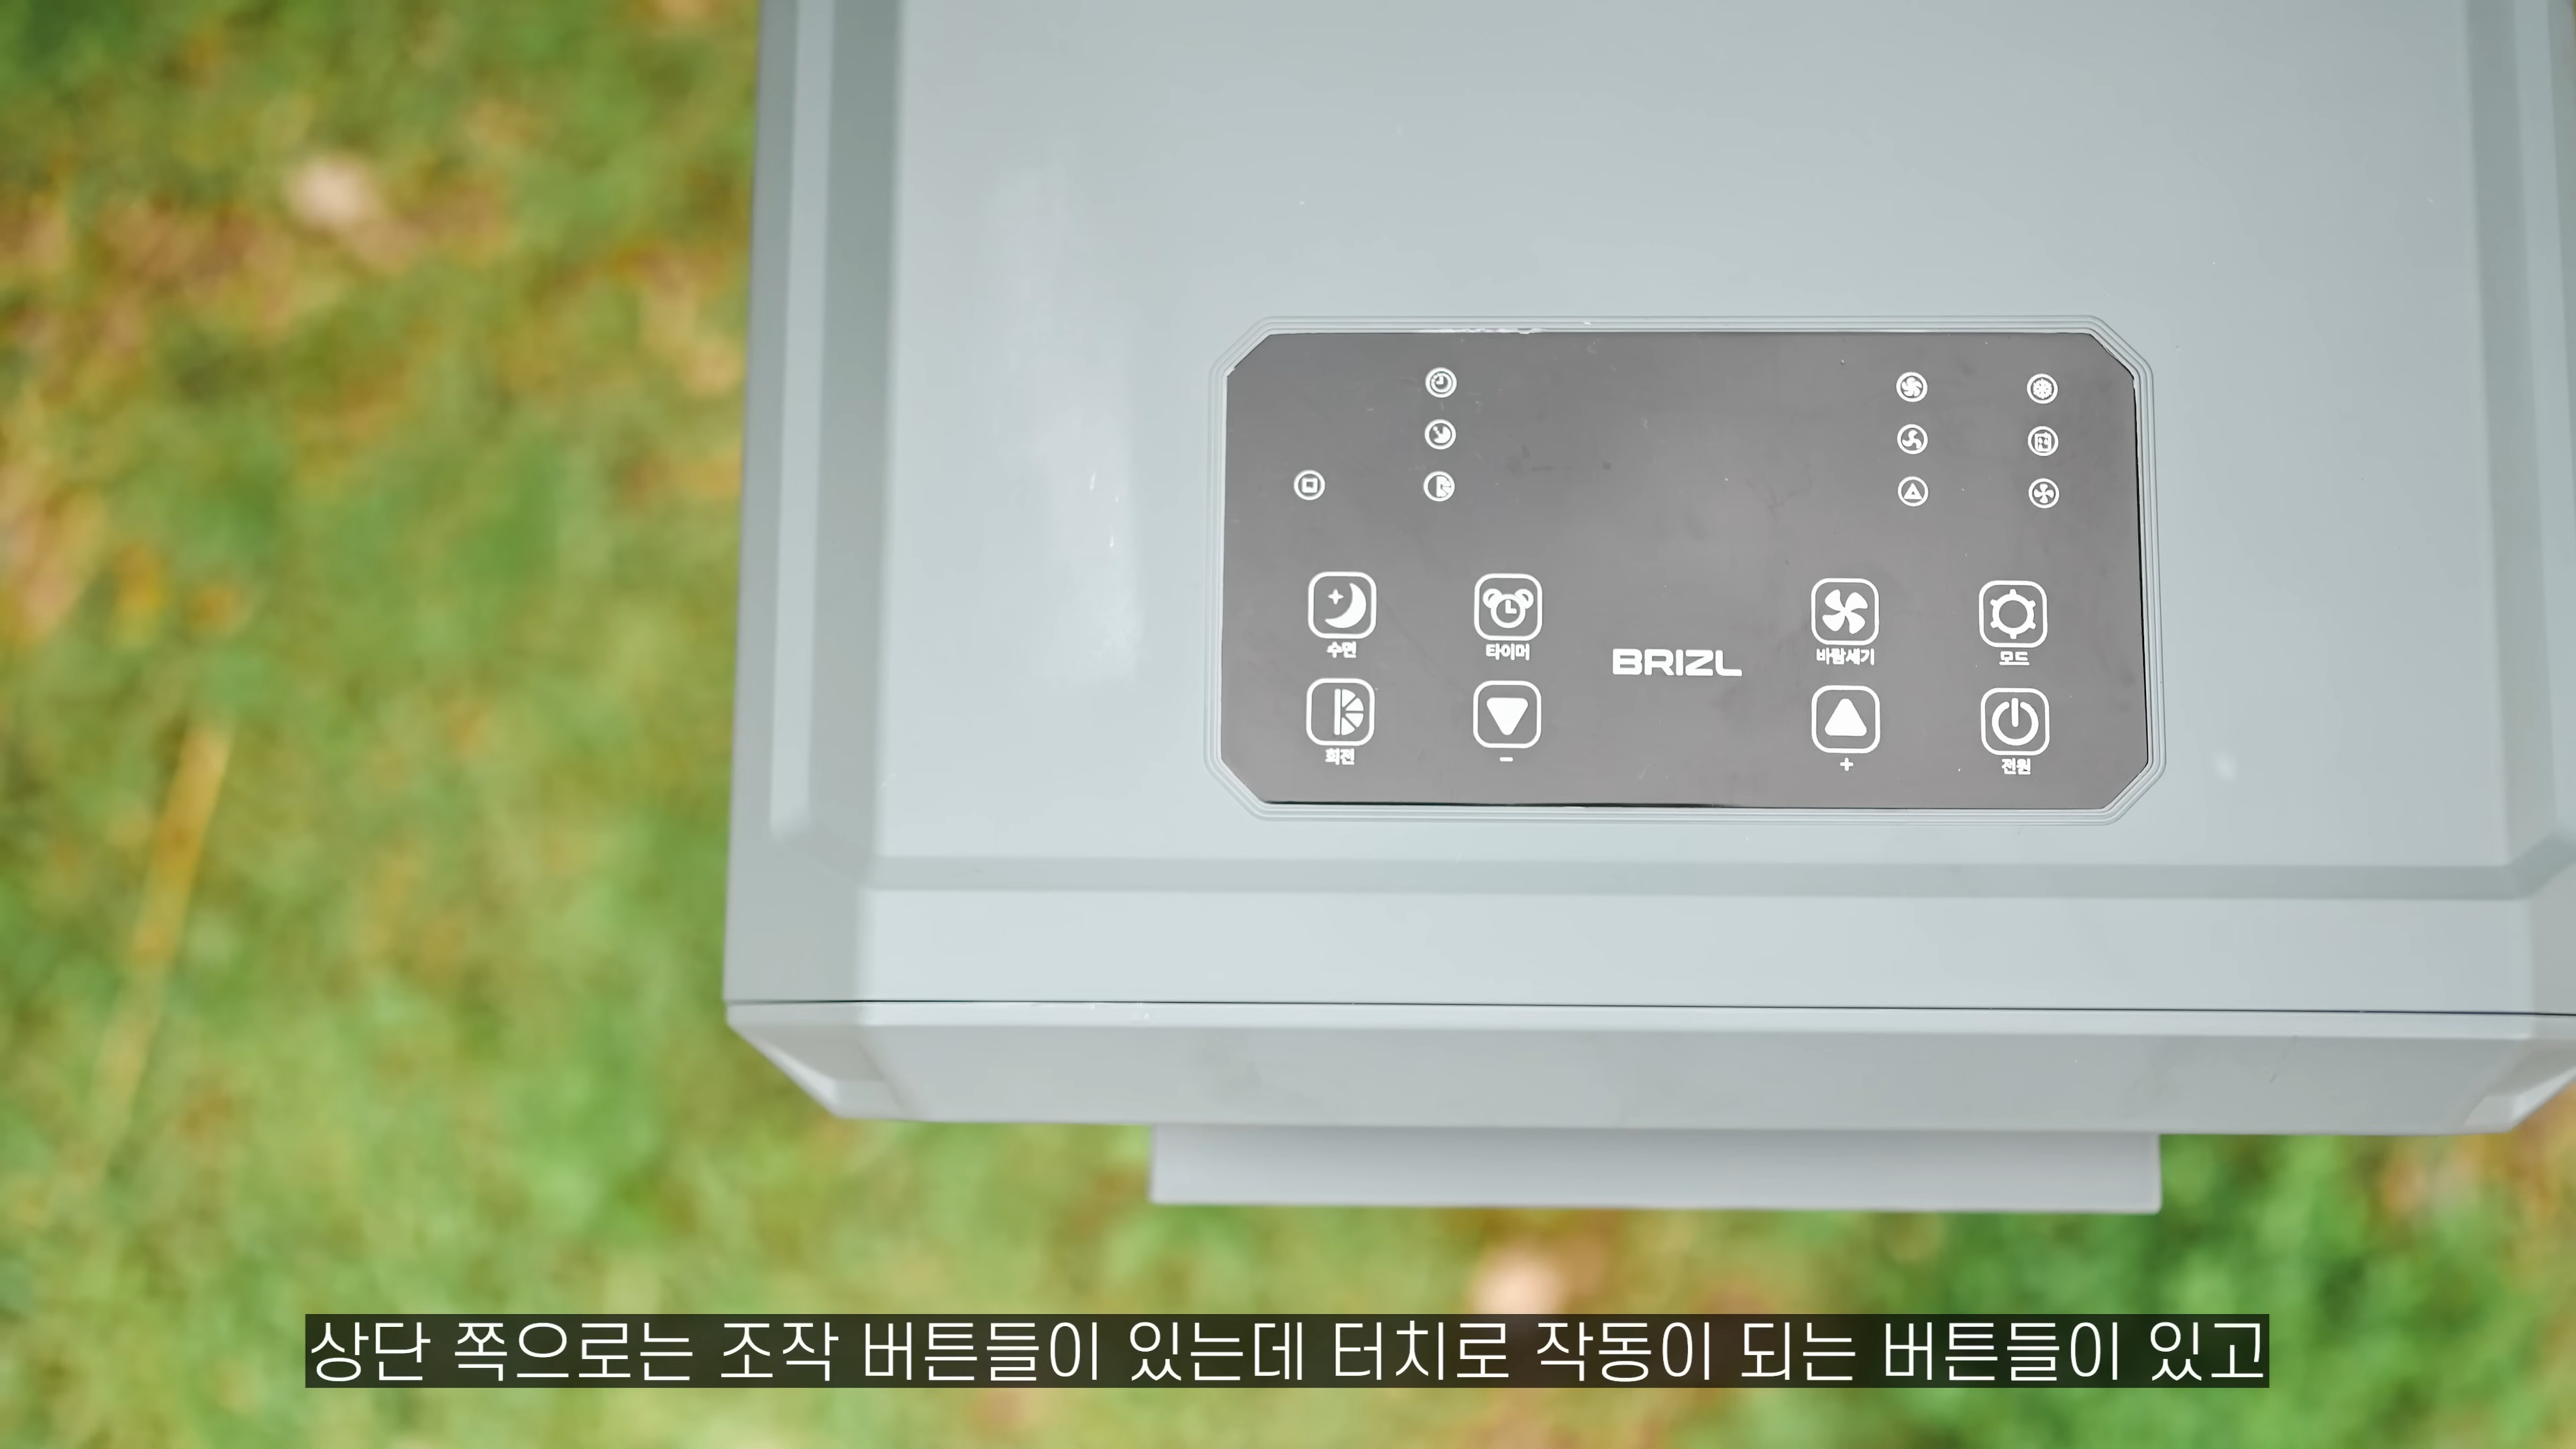 수면 타이머 바람세기 모드
BRIZL
회전 - + 전원
상단 쪽으로는 조작 버튼들이 있는데 터치로 작동이 되는 버튼들이 있고